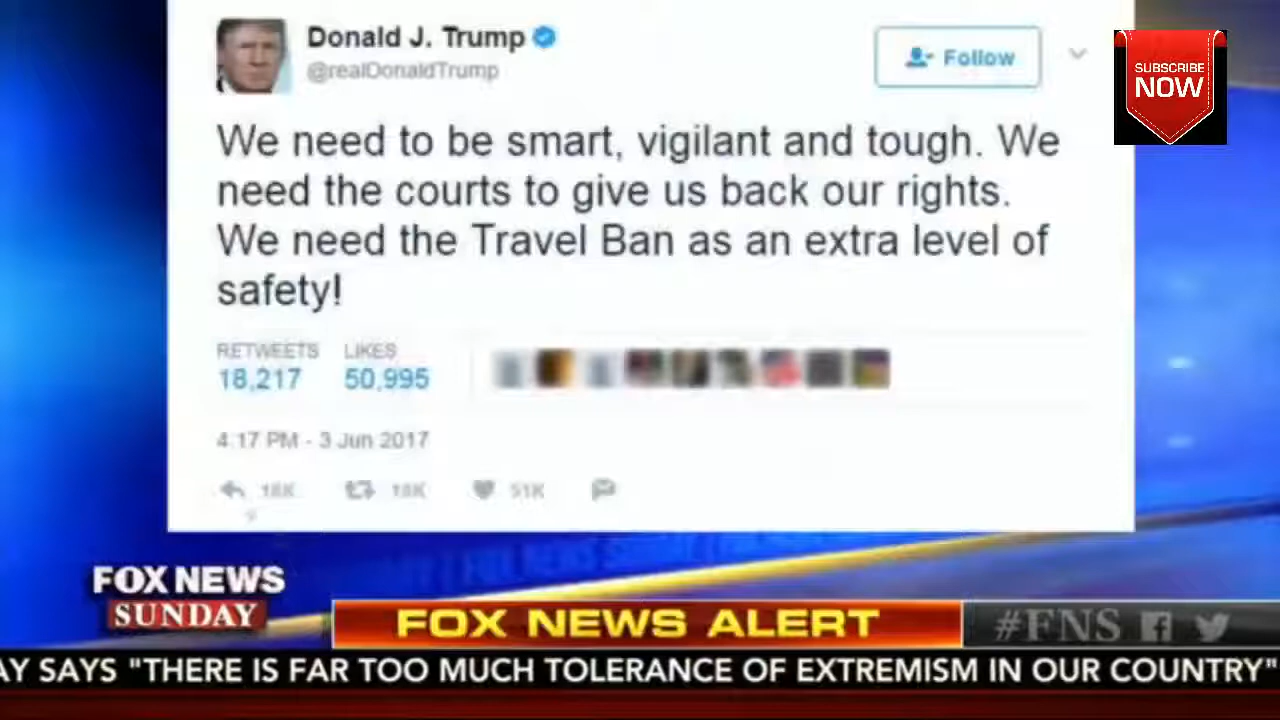 Donald J. Trump
@realDonaldTrump
Follow
SUBSCRIBE
NOW
We need to be smart, vigilant and tough. We
need the courts to give us back our rights.
We need the Travel Ban as an extra level of
safety!
RETWEETS LIKES
18,217 50,995
4:17 PM - 3 Jun 2017
18K 18K 51K
FOX NEWS
SUNDAY
FOX NEWS ALERT
#FNS
AY SAYS "THERE IS FAR TOO MUCH TOLERANCE OF EXTREMISM IN OUR COUNTRY"